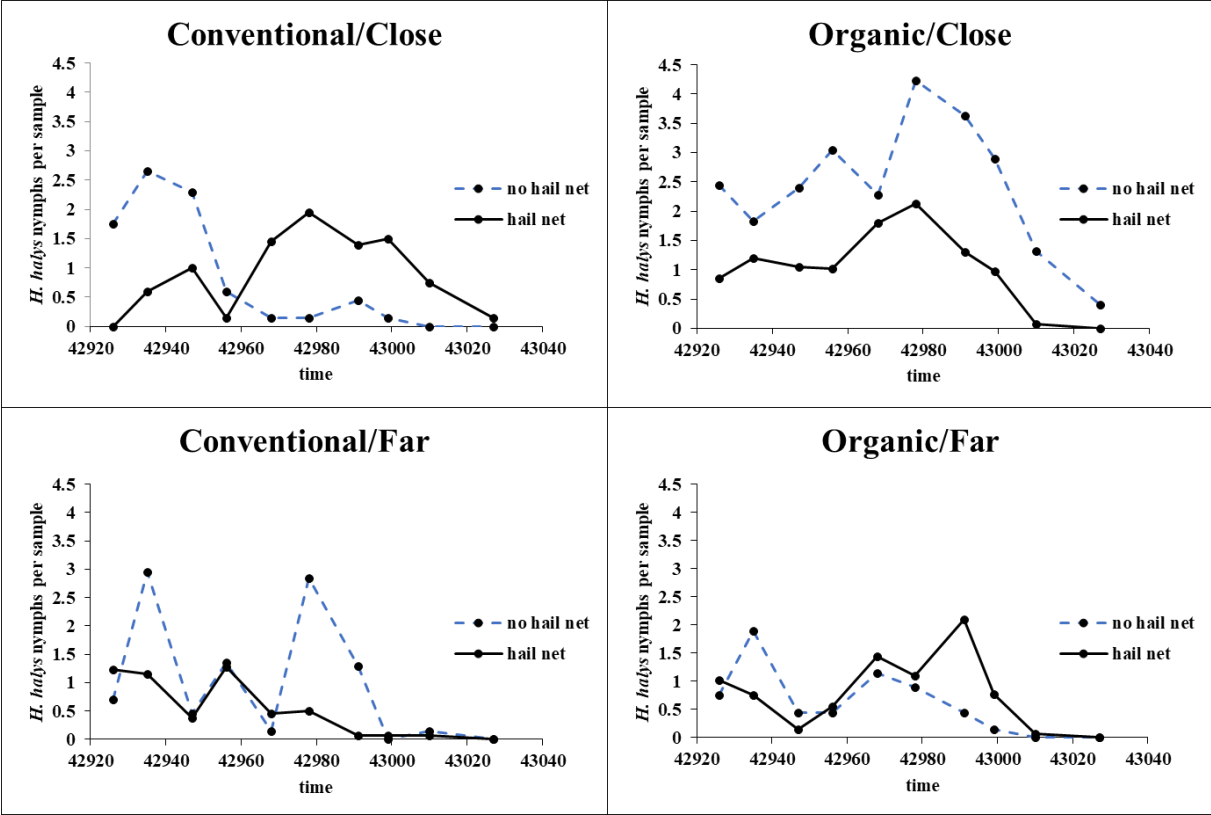 Conventional/Close
H. halys nymphs per sample
4.5
4
3.5
3
2.5
2
1.5
1
0.5
0
42920 42940 42960 42980 43000 43020 43040
time
no hail net
hail net
Organic/Close
H. halys nymphs per sample
4.5
4
3.5
3
2.5
2
1.5
1
0.5
0
42920 42940 42960 42980 43000 43020 43040
time
no hail net
hail net
Conventional/Far
H. halys nymphs per sample
4.5
4
3.5
3
2.5
2
1.5
1
0.5
0
42920 42940 42960 42980 43000 43020 43040
time
no hail net
hail net
Organic/Far
H. halys nymphs per sample
4.5
4
3.5
3
2.5
2
1.5
1
0.5
0
42920 42940 42960 42980 43000 43020 43040
time
no hail net
hail net